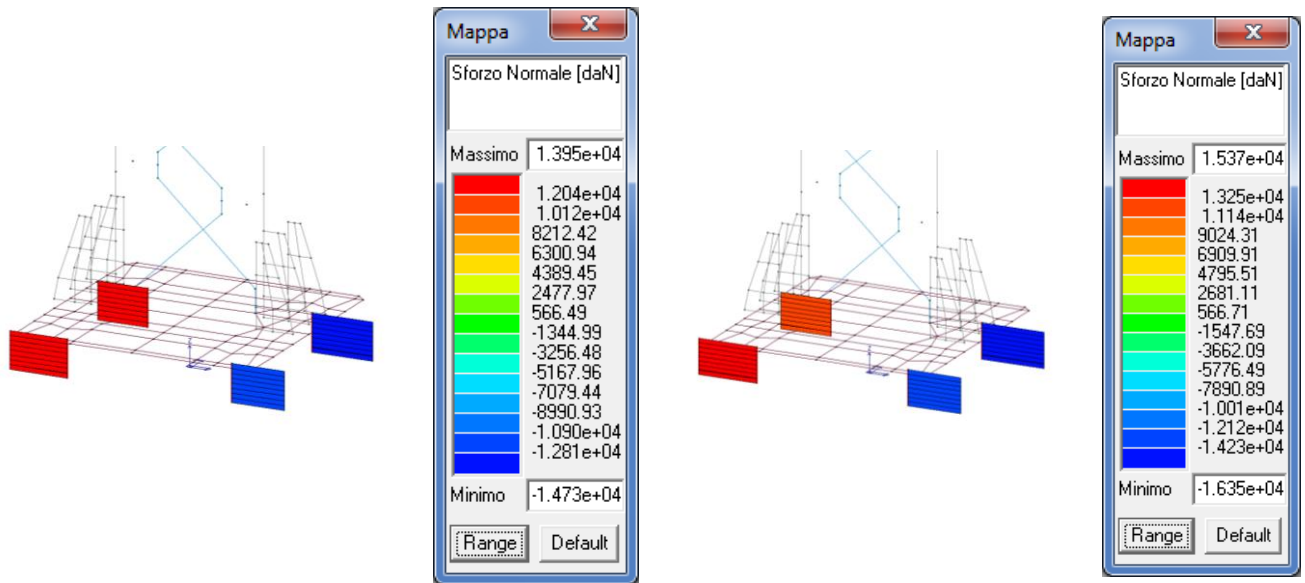 Mappa
Sforzo Normale [daN]
Massimo 1.395e+04
1.204e+04
1.012e+04
8212.42
6300.94
4389.45
2477.97
566.49
-1344.99
-3256.48
-5167.96
-7079.44
-8990.93
-1.090e+04
-1.281e+04
Minimo -1.473e+04
Range Default
Mappa
Sforzo Normale [daN]
Massimo 1.537e+04
1.325e+04
1.114e+04
9024.31
6909.91
4795.51
2681.11
566.71
-1547.69
-3662.09
-5776.49
-7890.89
-1.001e+04
-1.212e+04
-1.423e+04
Minimo -1.635e+04
Range Default